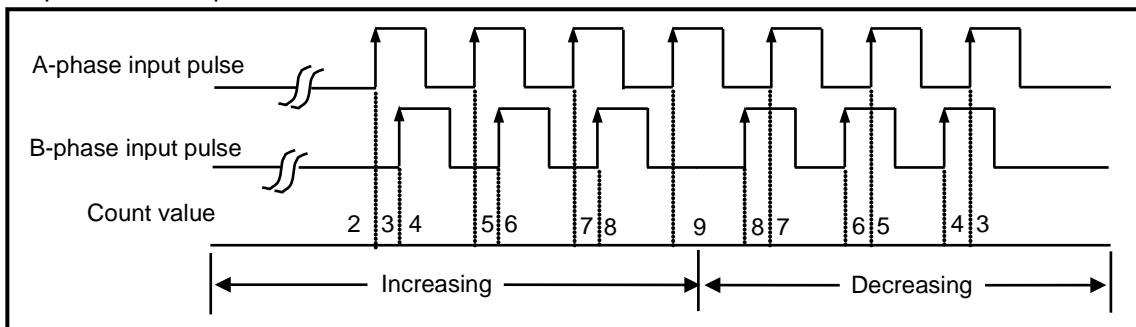 A-phase input pulse
B-phase input pulse
Count value
2 3 4 5 6 7 8 9 8 7 6 5 4 3
Increasing
Decreasing